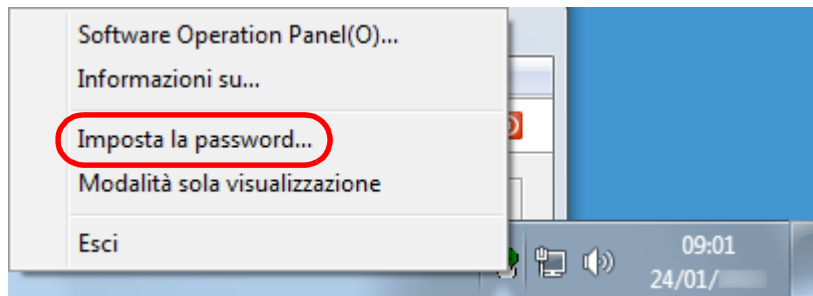 Software Operation Panel(O)...
Informazioni su...
Imposta la password...
Modalità sola visualizzazione
Esci
09:01
24/01/